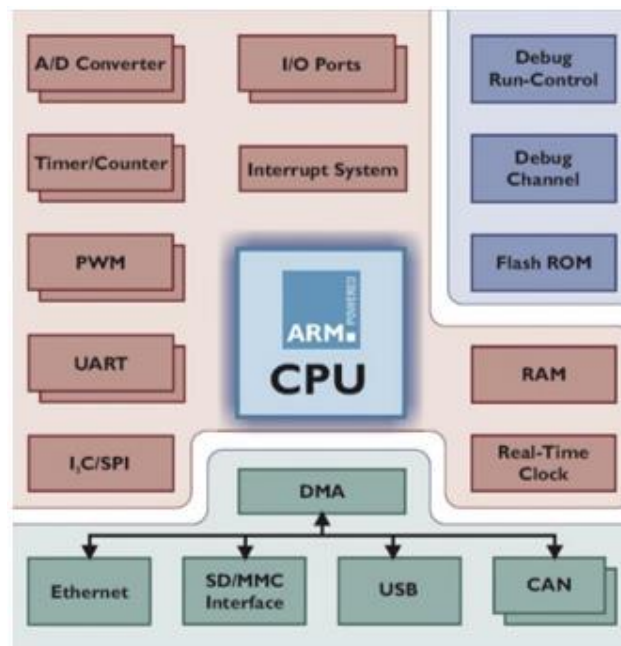 A/D Converter
I/O Ports
Debug
Run-Control
Timer/Counter
Interrupt System
Debug
Channel
PWM
Flash ROM
ARM
POWERED
CPU
UART
RAM
I₂C/SPI
Real-Time
Clock
DMA
Ethernet
SD/MMC
Interface
USB
CAN